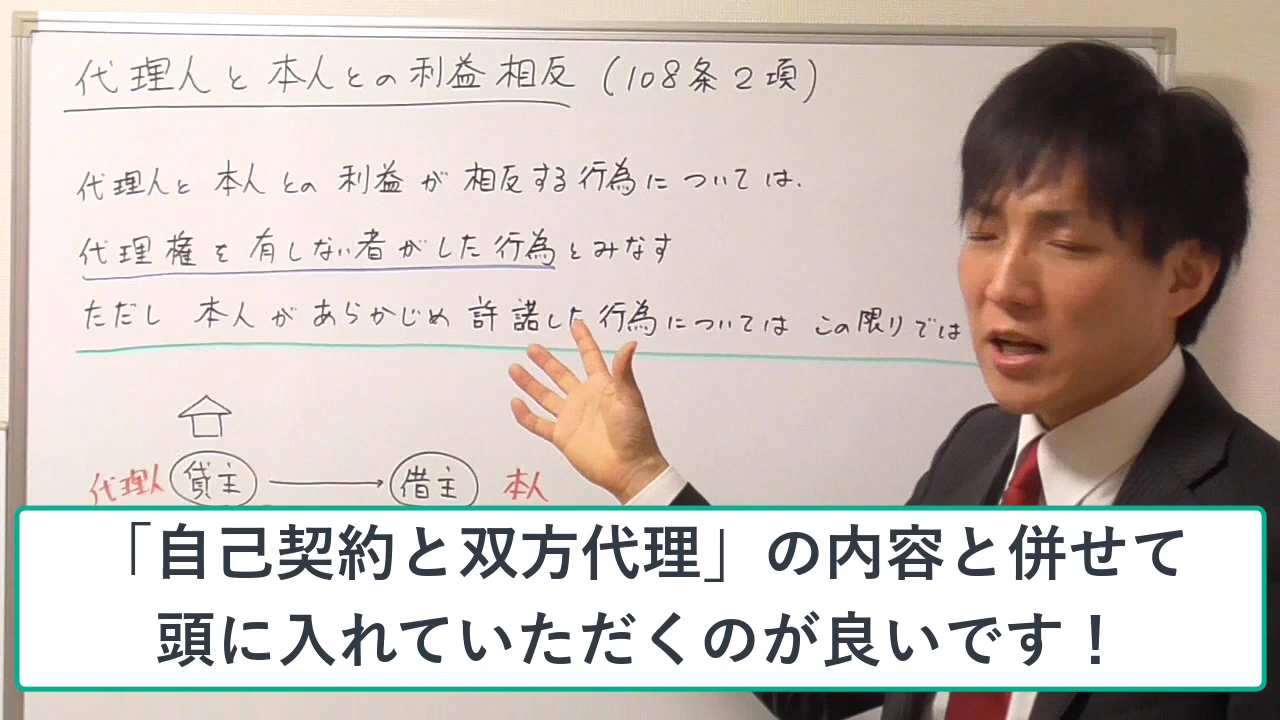 代理人と本人との利益相反(108条2項)
代理人と本人との利益が相反する行為については、
代理権を有しない者がした行為とみなす
ただし本人があらかじめ許諾した行為についてはこの限りでは
代理人 貸主 借主 本人
「自己契約と双方代理」の内容と併せて
頭に入れていただくのが良いです！